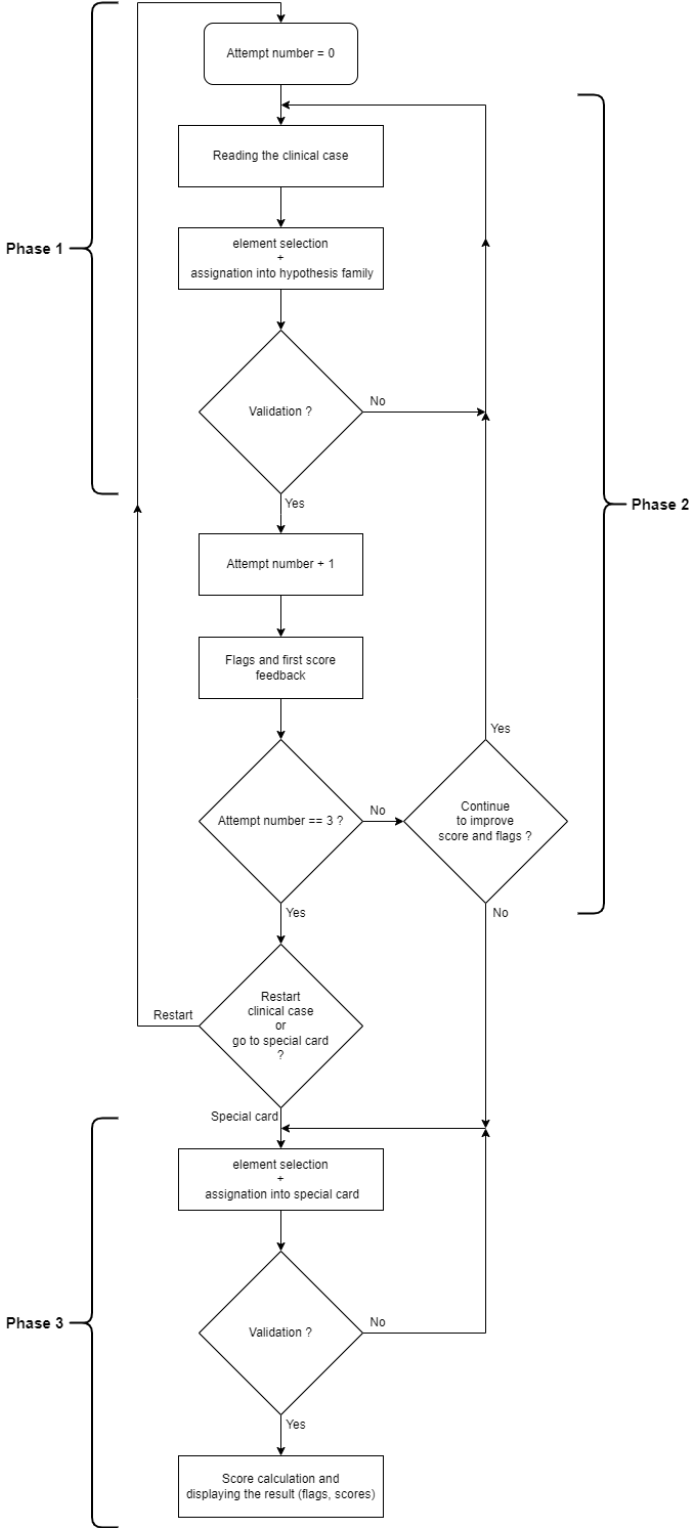 Attempt number = 0
Reading the clinical case
Phase 1
element selection
+
assignation into hypothesis family
Validation ?
No
Yes
Phase 2
Attempt number + 1
Flags and first score
feedback
Yes
Attempt number == 3 ?
No
Continue
to improve
score and flags ?
Yes
No
Restart
clinical case
or
go to special card
?
Restart
Special card
element selection
+
assignation into special card
Phase 3
Validation ?
No
Yes
Score calculation and
displaying the result (flags, scores)